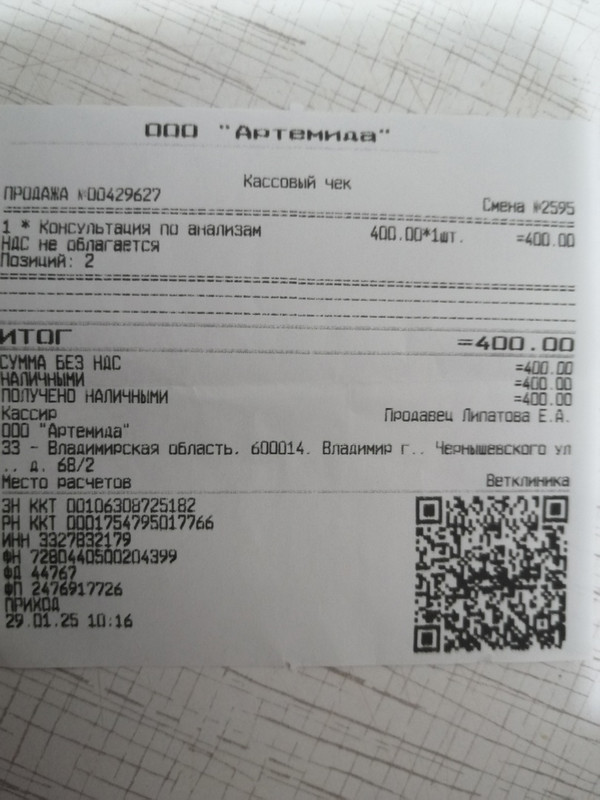 ООО "Артемида"
Кассовый чек
ПРОДАЖА №00429627
Смена №2595
1 * Консультация по анализам 400.00*1шт. =400.00
НДС не облагается
Позиций: 2
ИТОГ =400.00
СУММА БЕЗ НДС =400.00
НАЛИЧНЫМИ =400.00
ПОЛУЧЕНО НАЛИЧНЫМИ =400.00
Кассир Продавец Липатова Е.А.
ООО "Артемида"
33 - Владимирская область, 600014, Владимир г., Чернышевского ул
., д. 68/2
Место расчетов Ветклиника
ЗН ККТ 00106308725182
РН ККТ 0001754795017766
ИНН 3327832179
ФН 7280440500204399
ФД 44767
ФП 2476917726
ПРИХОД
29.01.25 10:16